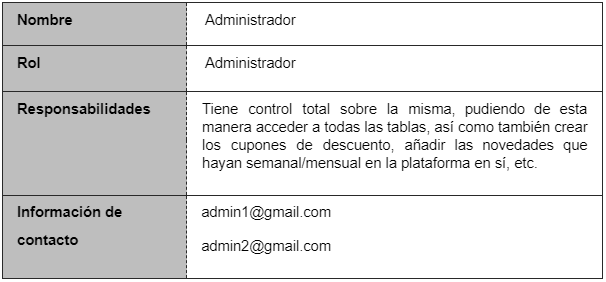 Nombre Administrador
Rol Administrador
Responsabilidades Tiene control total sobre la misma, pudiendo de esta
manera acceder a todas las tablas, así como también crear
los cupones de descuento, añadir las novedades que
hayan semanal/mensual en la plataforma en sí, etc.
Información de admin1@gmail.com
contacto admin2@gmail.com